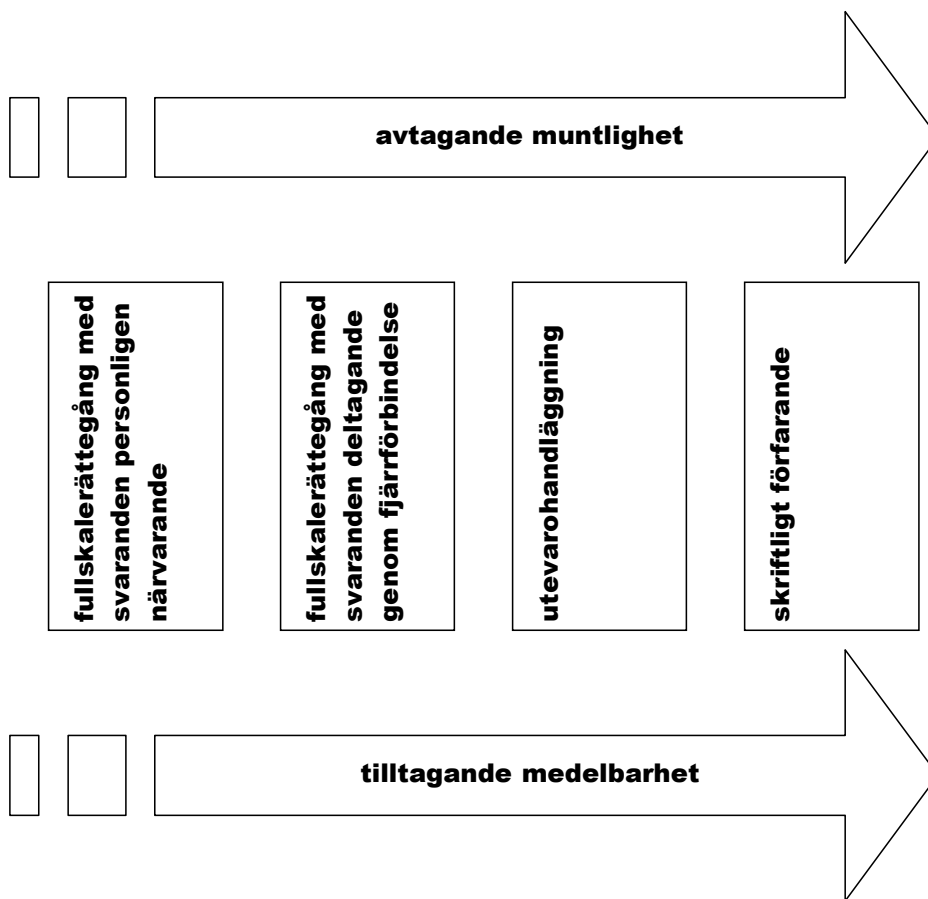 avtagande muntlighet
fullskalerättegång med
svaranden personligen
närvarande
fullskalerättegång med
svaranden deltagande
genom fjärrförbindelse
utevarohandläggning
skriftligt förfarande
tilltagande medelbarhet